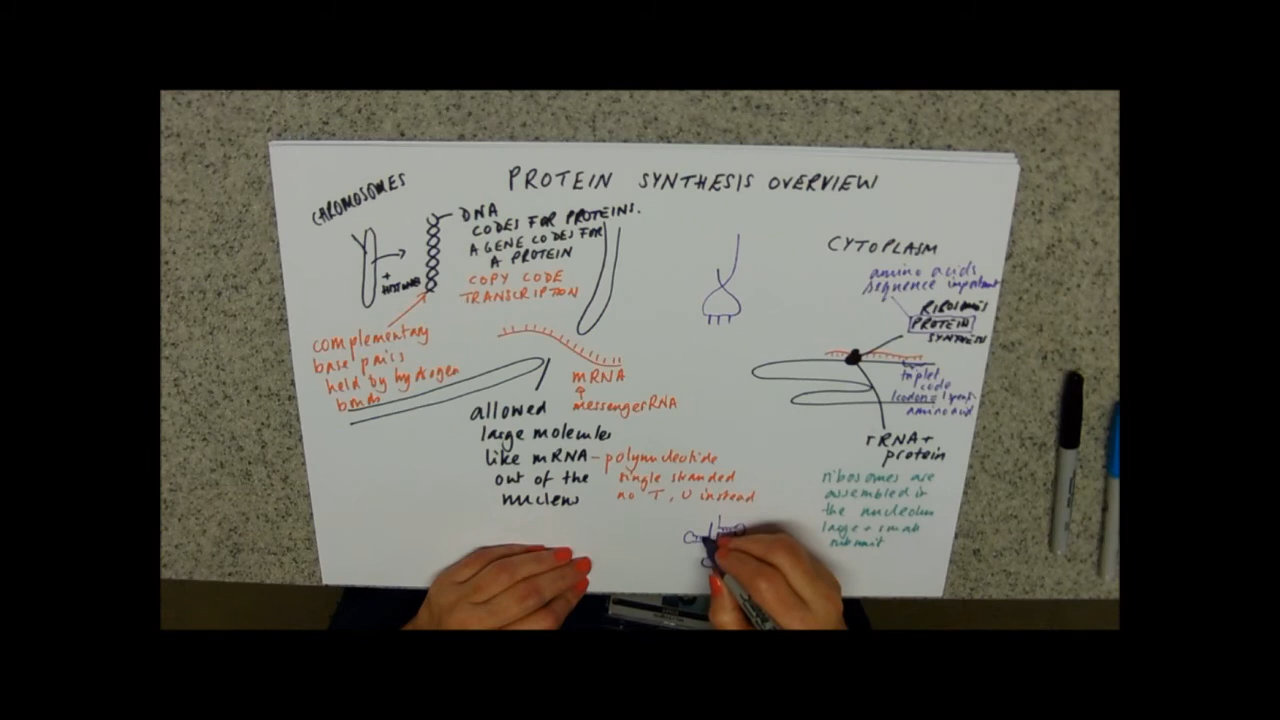 PROTEIN SYNTHESIS OVERVIEW
CHROMOSOMES
+
HISTONES
DNA
CODES FOR PROTEINS.
A GENE CODES FOR
A PROTEIN
COPY CODE
TRANSCRIPTION
complementary
base pairs
held by hydrogen
bonds
mRNA
messengerRNA
allowed
large molecules
like mRNA
out of the
nucleus
- polynucleotide
single stranded
no T, U instead
CYTOPLASM
amino acids
sequence important
RIBOSOMES
PROTEIN
SYNTHESIS
triplet
code
amino acid
rRNA +
protein
ribosomes are
assembled in
the nucleolus
large + small
subunit